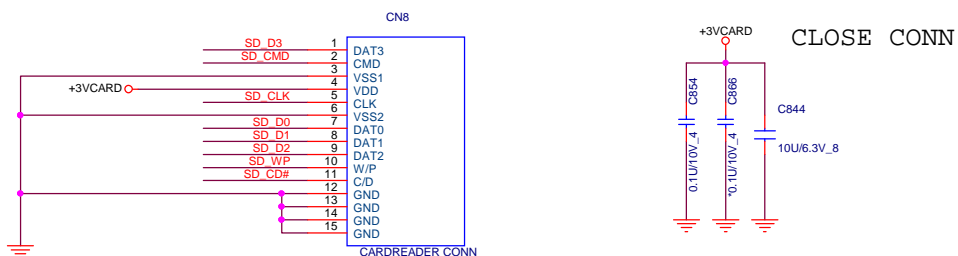 CN8
SD_D3 1 DAT3
SD_CMD 2 CMD
3 VSS1
+3VCARD 4 VDD
SD_CLK 5 CLK
6 VSS2
SD_D0 7 DAT0
SD_D1 8 DAT1
SD_D2 9 DAT2
SD_WP 10 W/P
SD_CD# 11 C/D
12 GND
13 GND
14 GND
15 GND
CARDREADER CONN
+3VCARD
CLOSE CONN
C854
0.1U/10V_4
C866
*0.1U/10V_4
C844
10U/6.3V_8